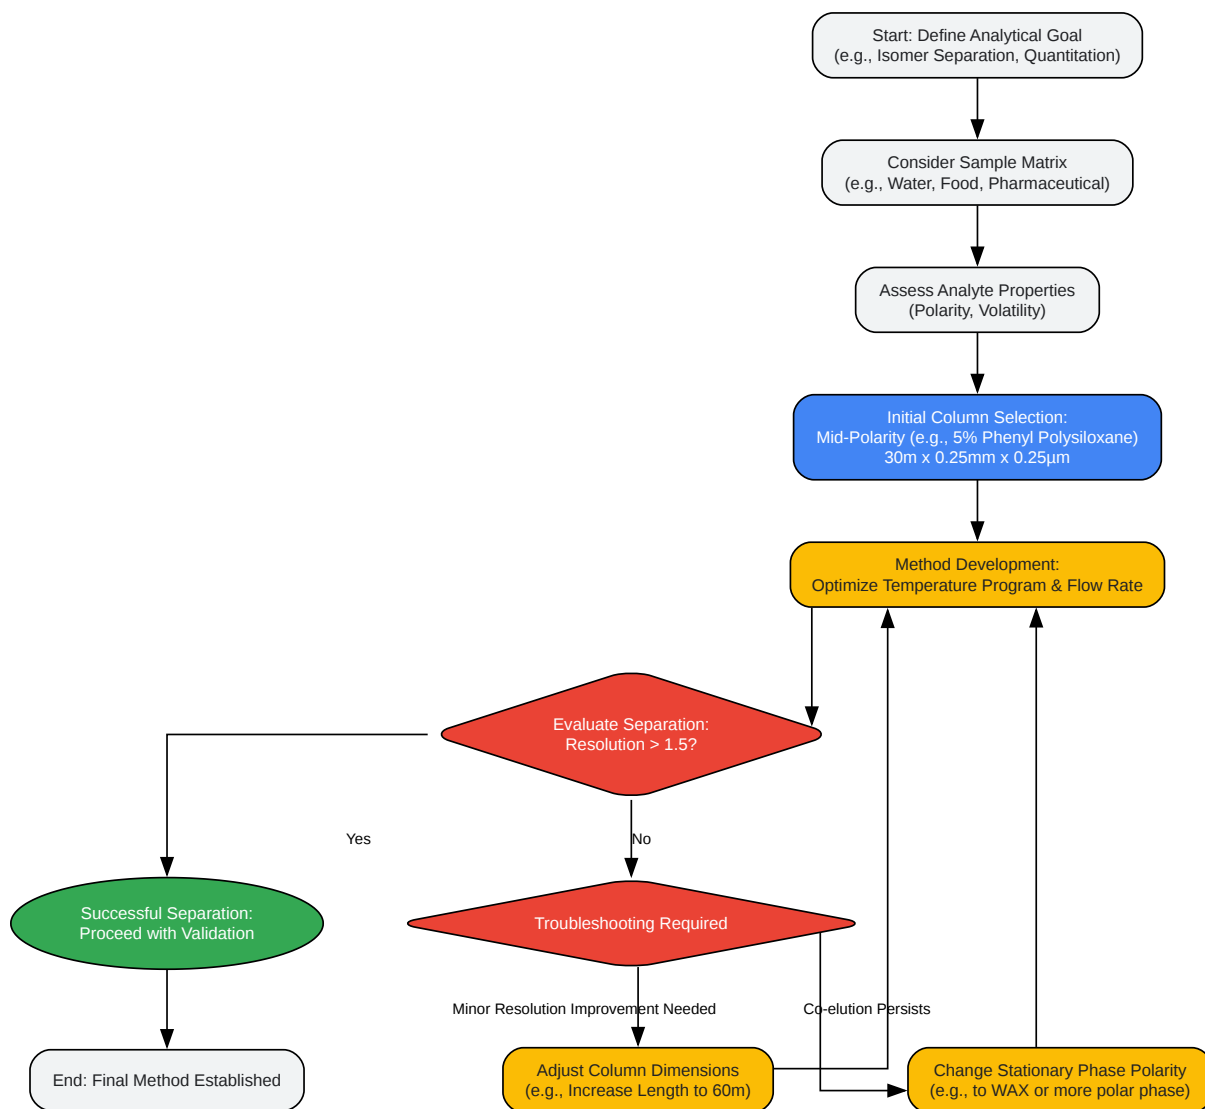 Start: Define Analytical Goal
(e.g., Isomer Separation, Quantitation)
Consider Sample Matrix
(e.g., Water, Food, Pharmaceutical)
Assess Analyte Properties
(Polarity, Volatility)
Initial Column Selection:
Mid-Polarity (e.g., 5% Phenyl Polysiloxane)
30m x 0.25mm x 0.25µm
Method Development:
Optimize Temperature Program & Flow Rate
Evaluate Separation:
Resolution > 1.5?
Yes
No
Successful Separation:
Proceed with Validation
Troubleshooting Required
Minor Resolution Improvement Needed
Co-elution Persists
End: Final Method Established
Adjust Column Dimensions
(e.g., Increase Length to 60m)
Change Stationary Phase Polarity
(e.g., to WAX or more polar phase)